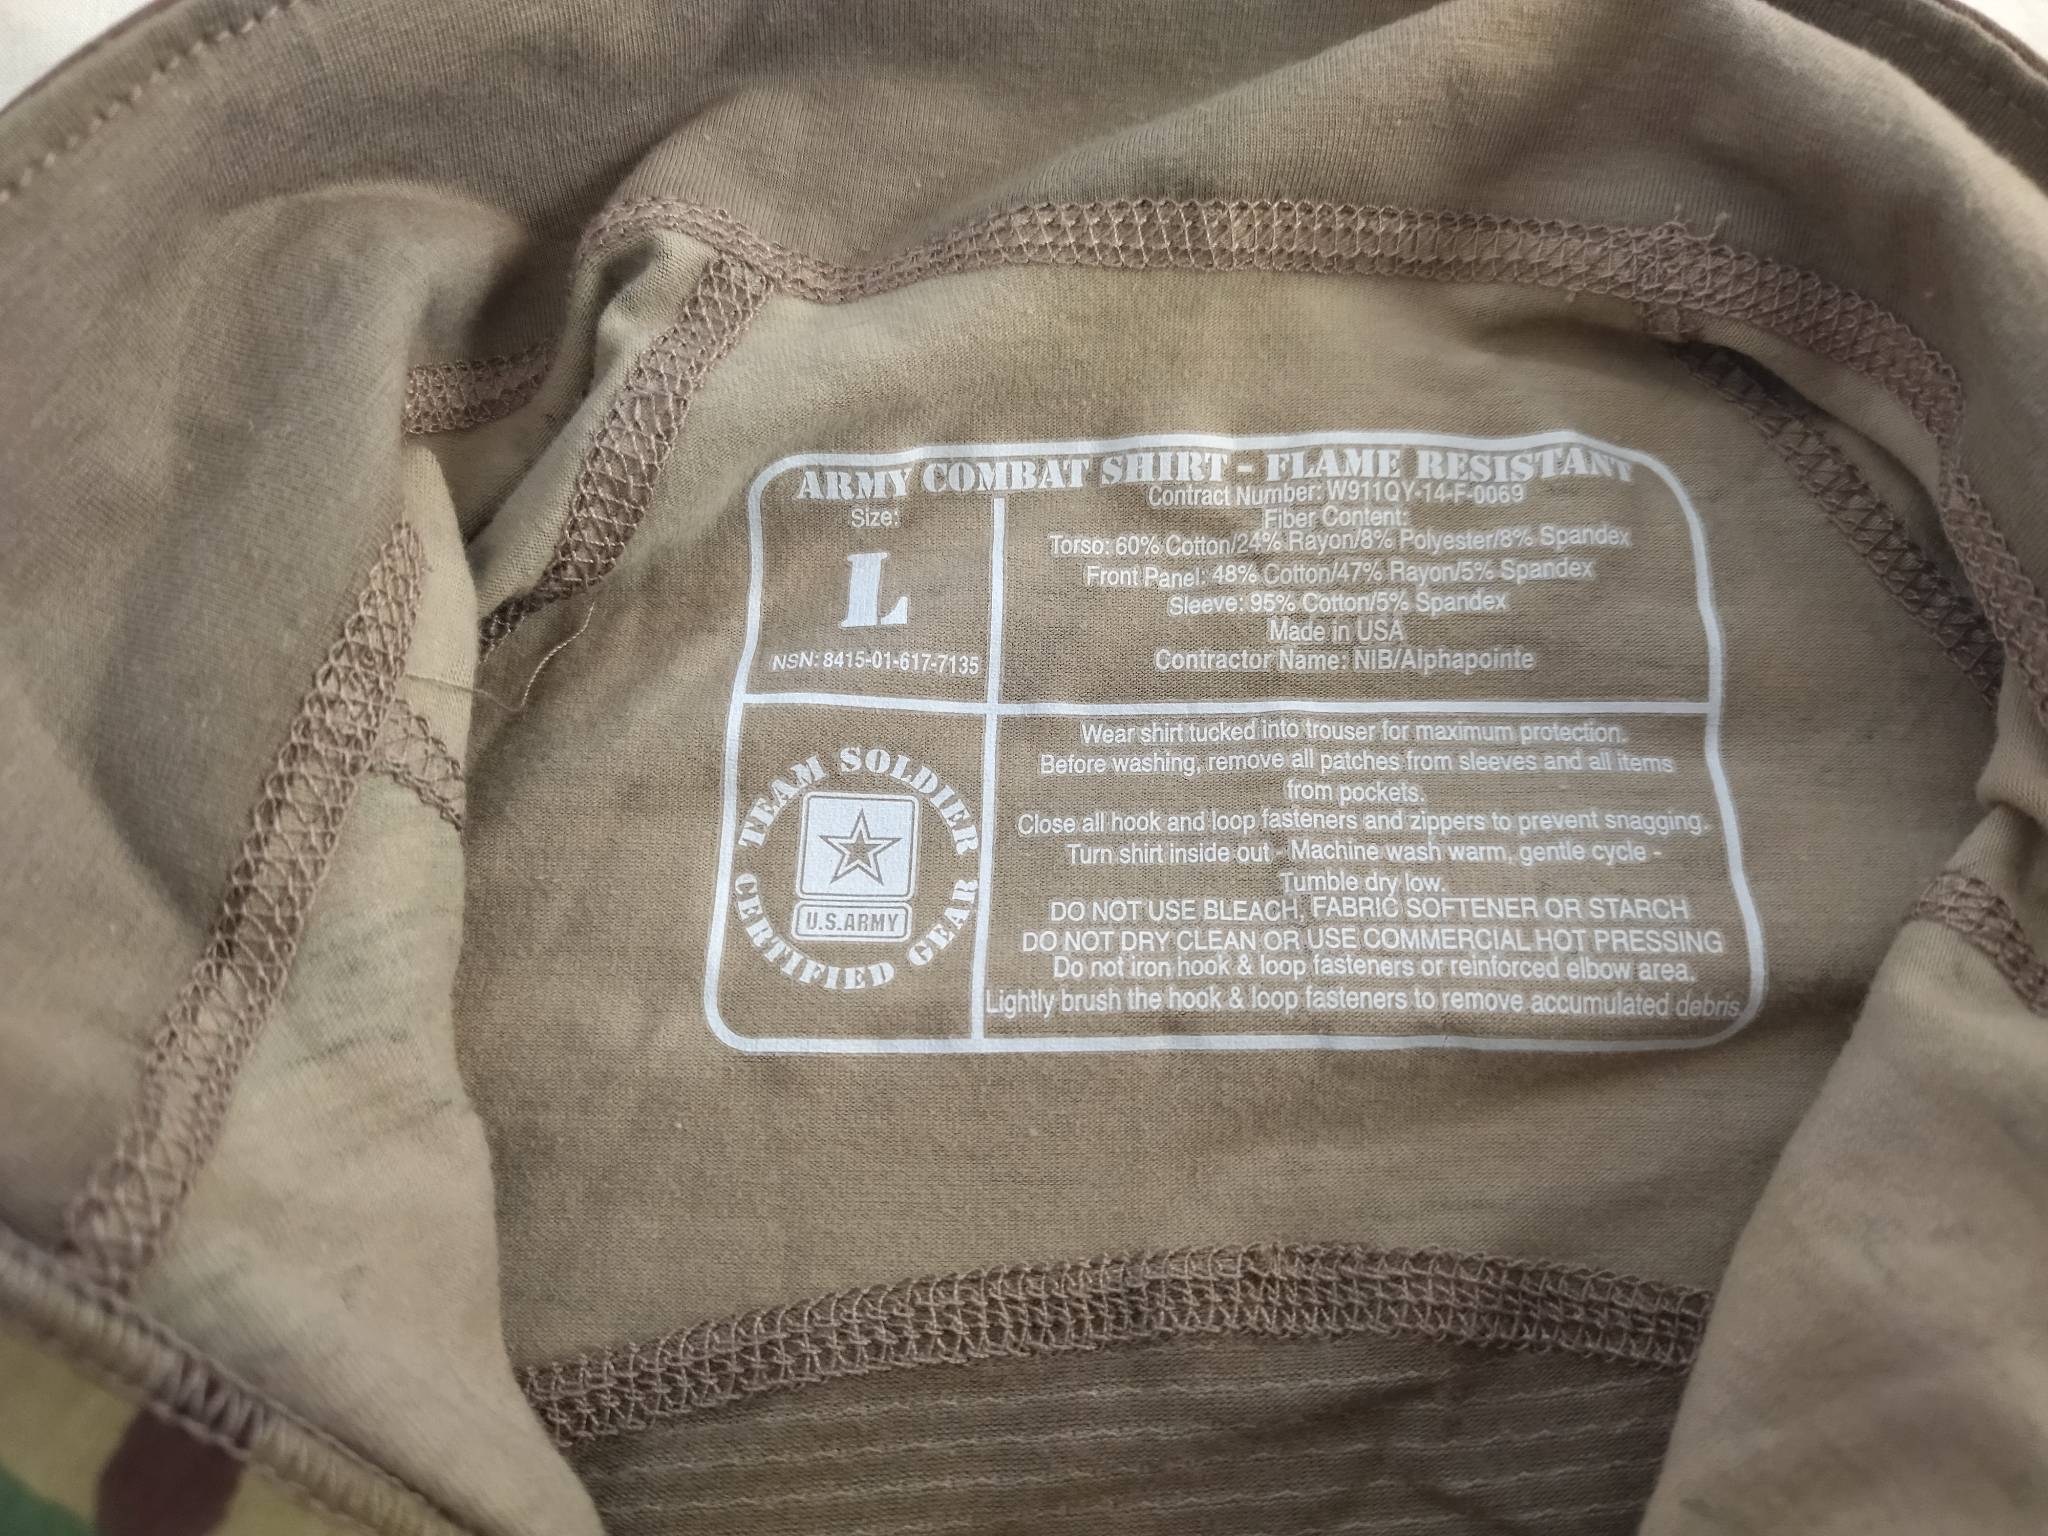 ARMY COMBAT SHIRT - FLAME RESISTANT
Size:
L
NSN: 8415-01-617-7135
Contract Number: W911QY-14-F-0069
Fiber Content:
Torso: 60% Cotton/24% Rayon/8% Polyester/8% Spandex
Front Panel: 48% Cotton/47% Rayon/5% Spandex
Sleeve: 95% Cotton/5% Spandex
Made in USA
Contractor Name: NIB/Alphapointe
TEAM SOLDIER
U.S.ARMY
CERTIFIED GEAR
Wear shirt tucked into trouser for maximum protection.
Before washing, remove all patches from sleeves and all items
from pockets.
Close all hook and loop fasteners and zippers to prevent snagging.
Turn shirt inside out - Machine wash warm, gentle cycle -
Tumble dry low.
DO NOT USE BLEACH, FABRIC SOFTENER OR STARCH
DO NOT DRY CLEAN OR USE COMMERCIAL HOT PRESSING
Do not iron hook & loop fasteners or reinforced elbow area.
Lightly brush the hook & loop fasteners to remove accumulated debris.